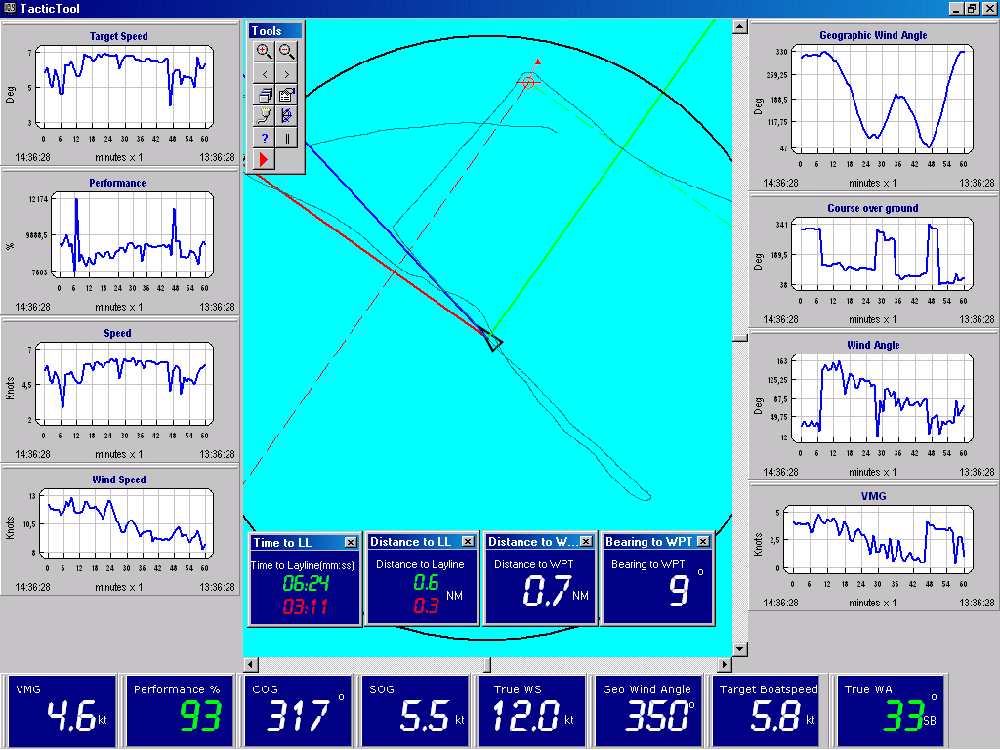 TacticTool
Target Speed
7
5
3
Deg
0 6 12 18 24 30 36 42 48 54 60
14:36:28 minutes x 1 13:36:28
Performance
12174
9888,5
7603
%
0 6 12 18 24 30 36 42 48 54 60
14:36:28 minutes x 1 13:36:28
Speed
7
4,5
2
Knots
0 6 12 18 24 30 36 42 48 54 60
14:36:28 minutes x 1 13:36:28
Wind Speed
13
10,5
8
Knots
0 6 12 18 24 30 36 42 48 54 60
14:36:28 minutes x 1 13:36:28
Tools
< >
? ||
Geographic Wind Angle
330
259,25
188,5
117,75
47
Deg
0 6 12 18 24 30 36 42 48 54 60
14:36:28 minutes x 1 13:36:28
Course over ground
341
189,5
38
Deg
0 6 12 18 24 30 36 42 48 54 60
14:36:28 minutes x 1 13:36:28
Wind Angle
163
125,25
87,5
49,75
12
Deg
0 6 12 18 24 30 36 42 48 54 60
14:36:28 minutes x 1 13:36:28
VMG
5
2,5
0
Knots
0 6 12 18 24 30 36 42 48 54 60
14:36:28 minutes x 1 13:36:28
Time to LL
Time to Layline(mm:ss)
06:24
03:11
Distance to LL
Distance to Layline
0.6
NM
0.3
Distance to W...
Distance to WPT
0.7 NM
Bearing to WPT
Bearing to WPT
9 °
VMG
4.6 kt
Performance %
93
COG
317 °
SOG
5.5 kt
True WS
12.0 kt
Geo Wind Angle
350 °
Target Boatspeed
5.8 kt
True WA
33 ° SB